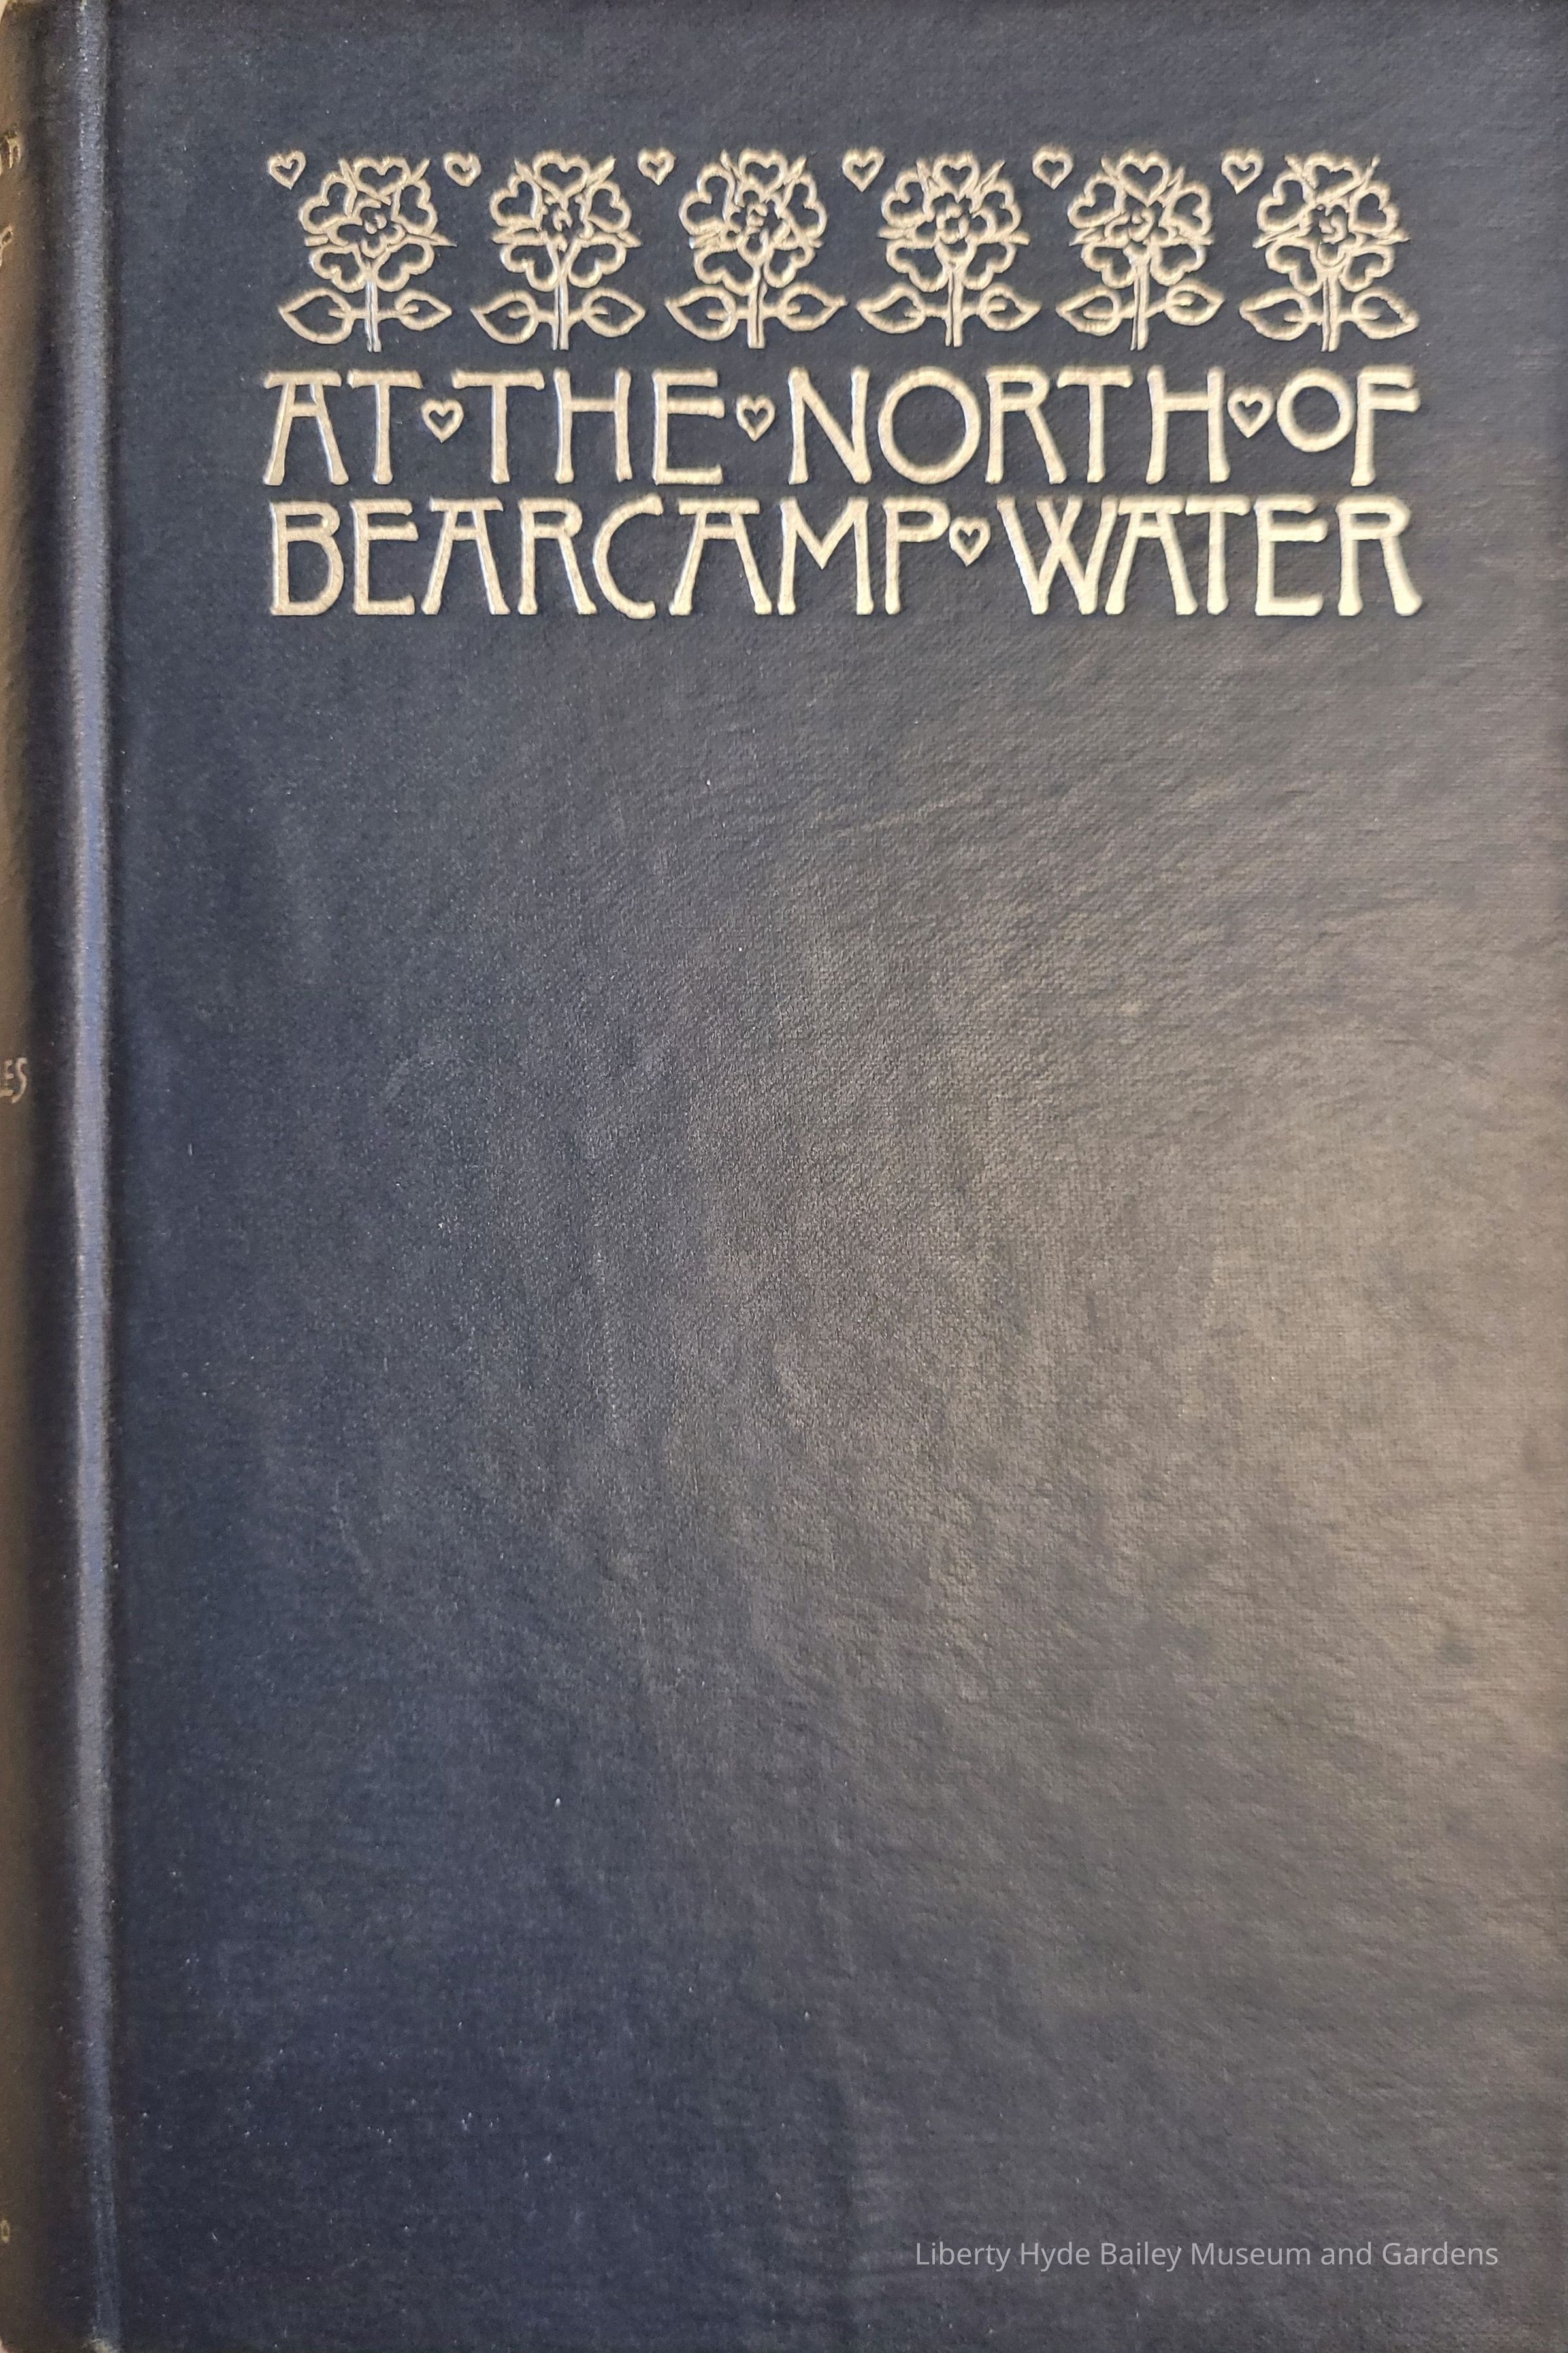 AT THE NORTH OF
BEARCAMP WATER
Liberty Hyde Bailey Museum and Gardens